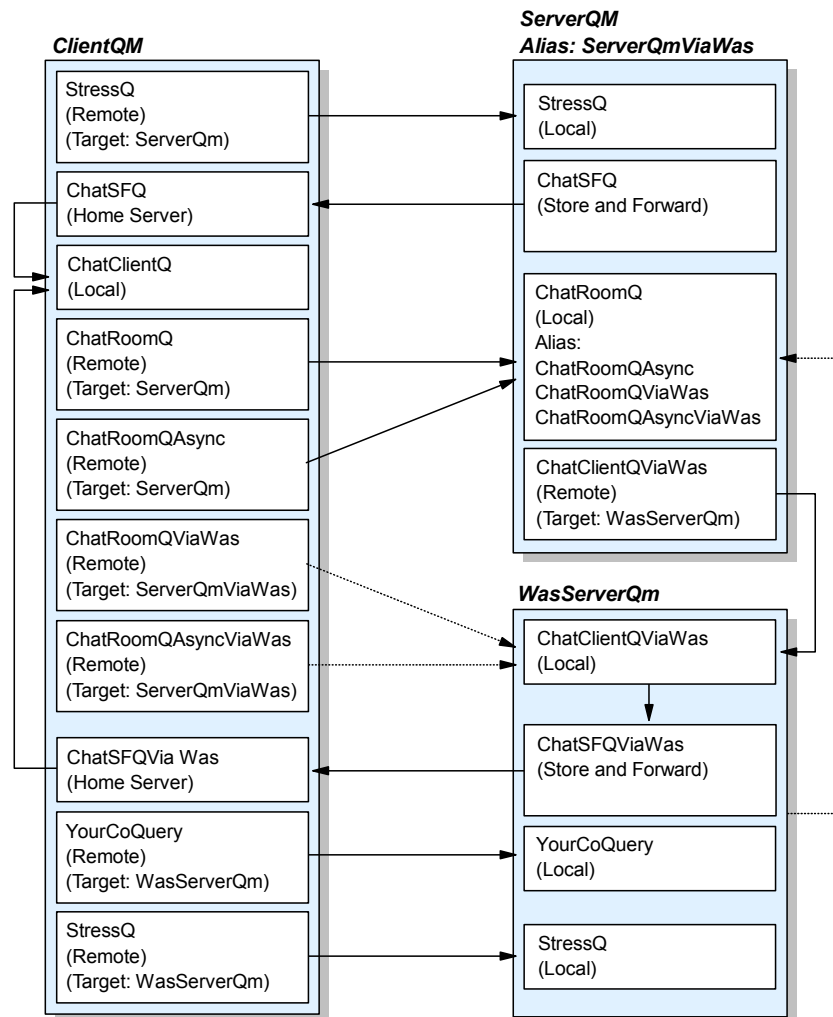 ClientQM
StressQ
(Remote)
(Target: ServerQm)
ChatSFQ
(Home Server)
ChatClientQ
(Local)
ChatRoomQ
(Remote)
(Target: ServerQm)
ChatRoomQAsync
(Remote)
(Target: ServerQm)
ChatRoomQViaWas
(Remote)
(Target: ServerQmViaWas)
ChatRoomQAsyncViaWas
(Remote)
(Target: ServerQmViaWas)
ChatSFQVia Was
(Home Server)
YourCoQuery
(Remote)
(Target: WasServerQm)
StressQ
(Remote)
(Target: WasServerQm)
ServerQM
Alias: ServerQmViaWas
StressQ
(Local)
ChatSFQ
(Store and Forward)
ChatRoomQ
(Local)
Alias:
ChatRoomQAsync
ChatRoomQViaWas
ChatRoomQAsyncViaWas
ChatClientQViaWas
(Remote)
(Target: WasServerQm)
WasServerQm
ChatClientQViaWas
(Local)
ChatSFQViaWas
(Store and Forward)
YourCoQuery
(Local)
StressQ
(Local)